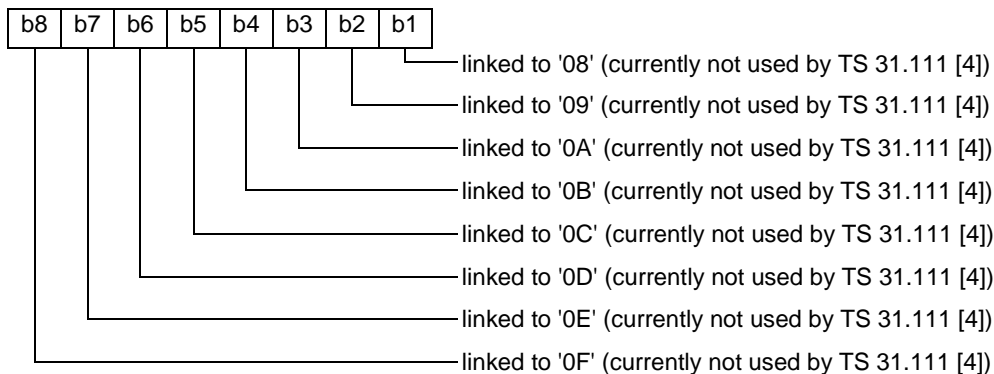 b8 b7 b6 b5 b4 b3 b2 b1
linked to '08' (currently not used by TS 31.111 [4])
linked to '09' (currently not used by TS 31.111 [4])
linked to '0A' (currently not used by TS 31.111 [4])
linked to '0B' (currently not used by TS 31.111 [4])
linked to '0C' (currently not used by TS 31.111 [4])
linked to '0D' (currently not used by TS 31.111 [4])
linked to '0E' (currently not used by TS 31.111 [4])
linked to '0F' (currently not used by TS 31.111 [4])